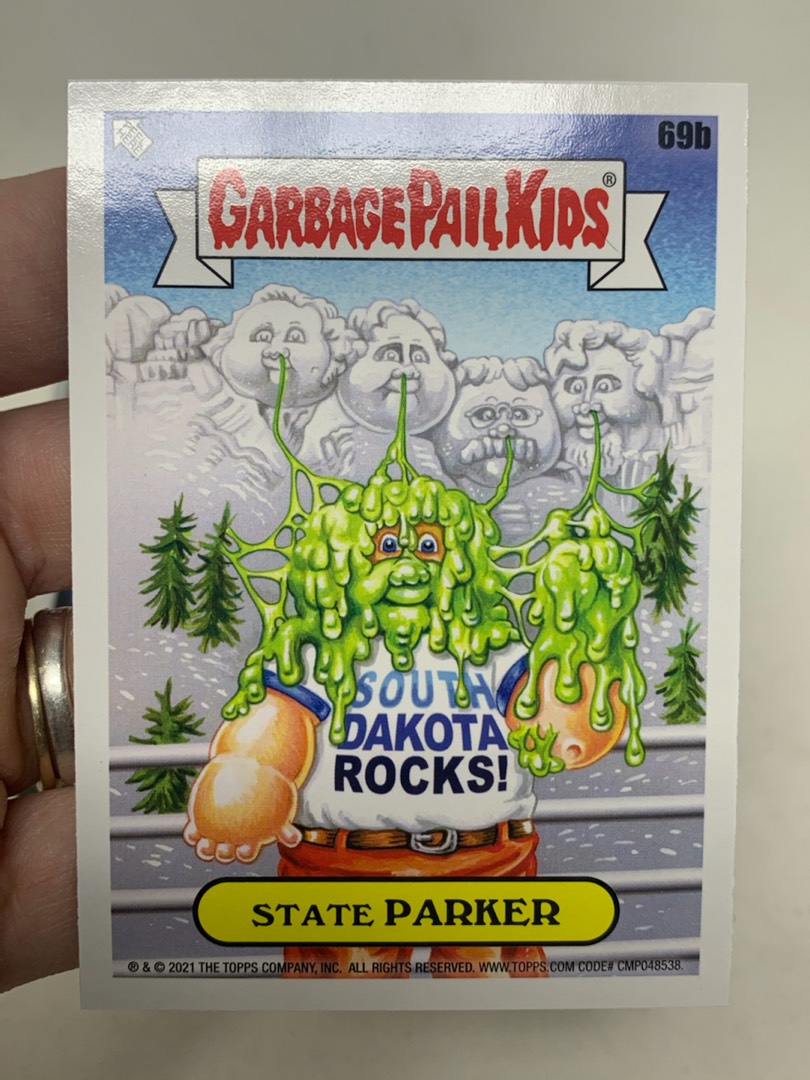 69b
GARBAGE PAIL KIDS®
SOUTH
DAKOTA
ROCKS!
STATE PARKER
® & © 2021 THE TOPPS COMPANY, INC. ALL RIGHTS RESERVED. WWW.TOPPS.COM CODE# CMP048538.